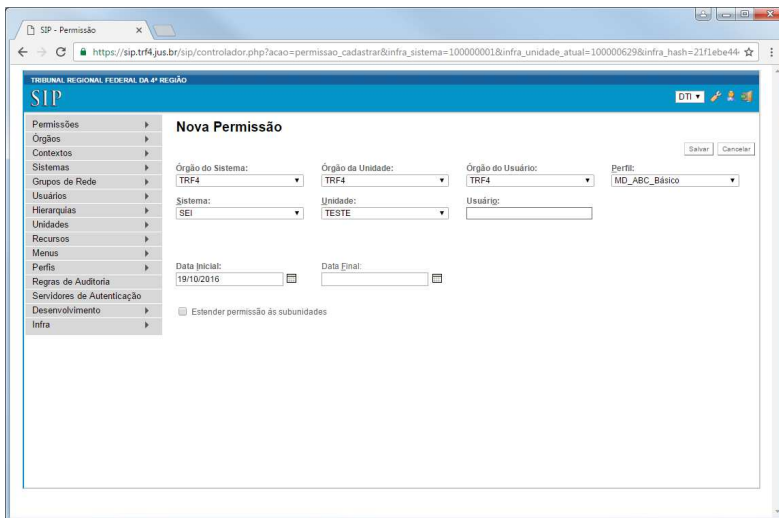 SIP - Permissão
https://sip.trf4.jus.br/sip/controlador.php?acao=permissao_cadastrar&infra_sistema=100000001&infra_unidade_atual=100000629&infra_hash=21f1ebe44
TRIBUNAL REGIONAL FEDERAL DA 4ª REGIÃO
SIP
DTI
Permissões
Órgãos
Contextos
Sistemas
Grupos de Rede
Usuários
Hierarquias
Unidades
Recursos
Menus
Perfis
Regras de Auditoria
Servidores de Autenticação
Desenvolvimento
Infra
Nova Permissão
Salvar Cancelar
Órgão do Sistema: Órgão da Unidade: Órgão do Usuário: Perfil:
TRF4 TRF4 TRF4 MD_ABC_Básico
Sistema: Unidade: Usuário:
SEI TESTE
Data Inicial: Data Final:
19/10/2016
Estender permissão ás subunidades